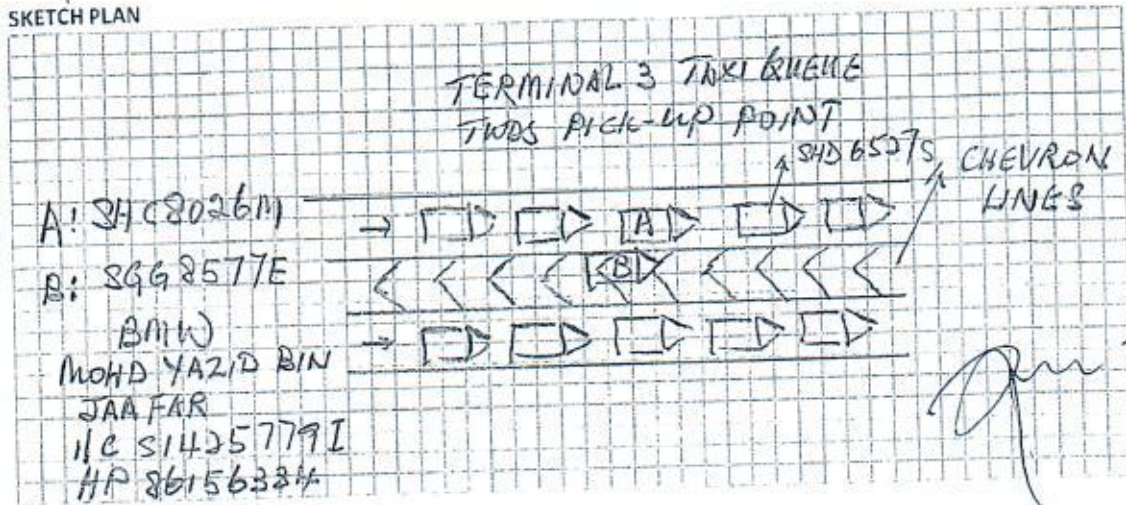 SKETCH PLAN
TERMINAL 3 TAXI QUEUE
TWDS PICK-UP POINT
SHD 6527S
CHEVRON
LINES
A: SHC8026M
A
B: SGG8577E
B
BMW
MOHD YAZID BIN
JAAFAR
I/C S1425779I
HP 86156334